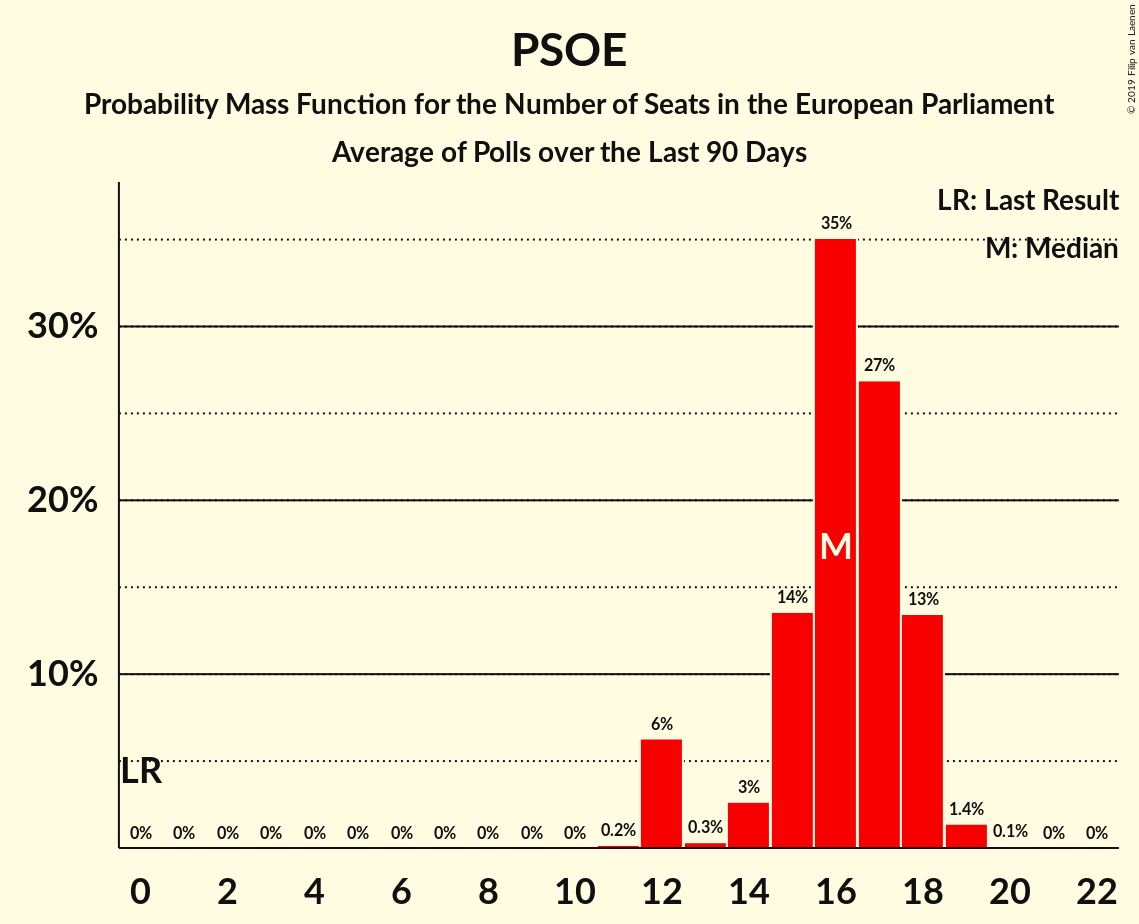 PSOE
Probability Mass Function for the Number of Seats in the European Parliament
Average of Polls over the Last 90 Days
© 2019 Filip van Laenen
LR: Last Result
M: Median
35%
30%
27%
20%
M
14%
13%
10%
6%
LR
3%
1.4%
0% 0% 0% 0% 0% 0% 0% 0% 0% 0% 0% 0.2% 0.3% 0.1% 0% 0%
0 2 4 6 8 10 12 14 16 18 20 22